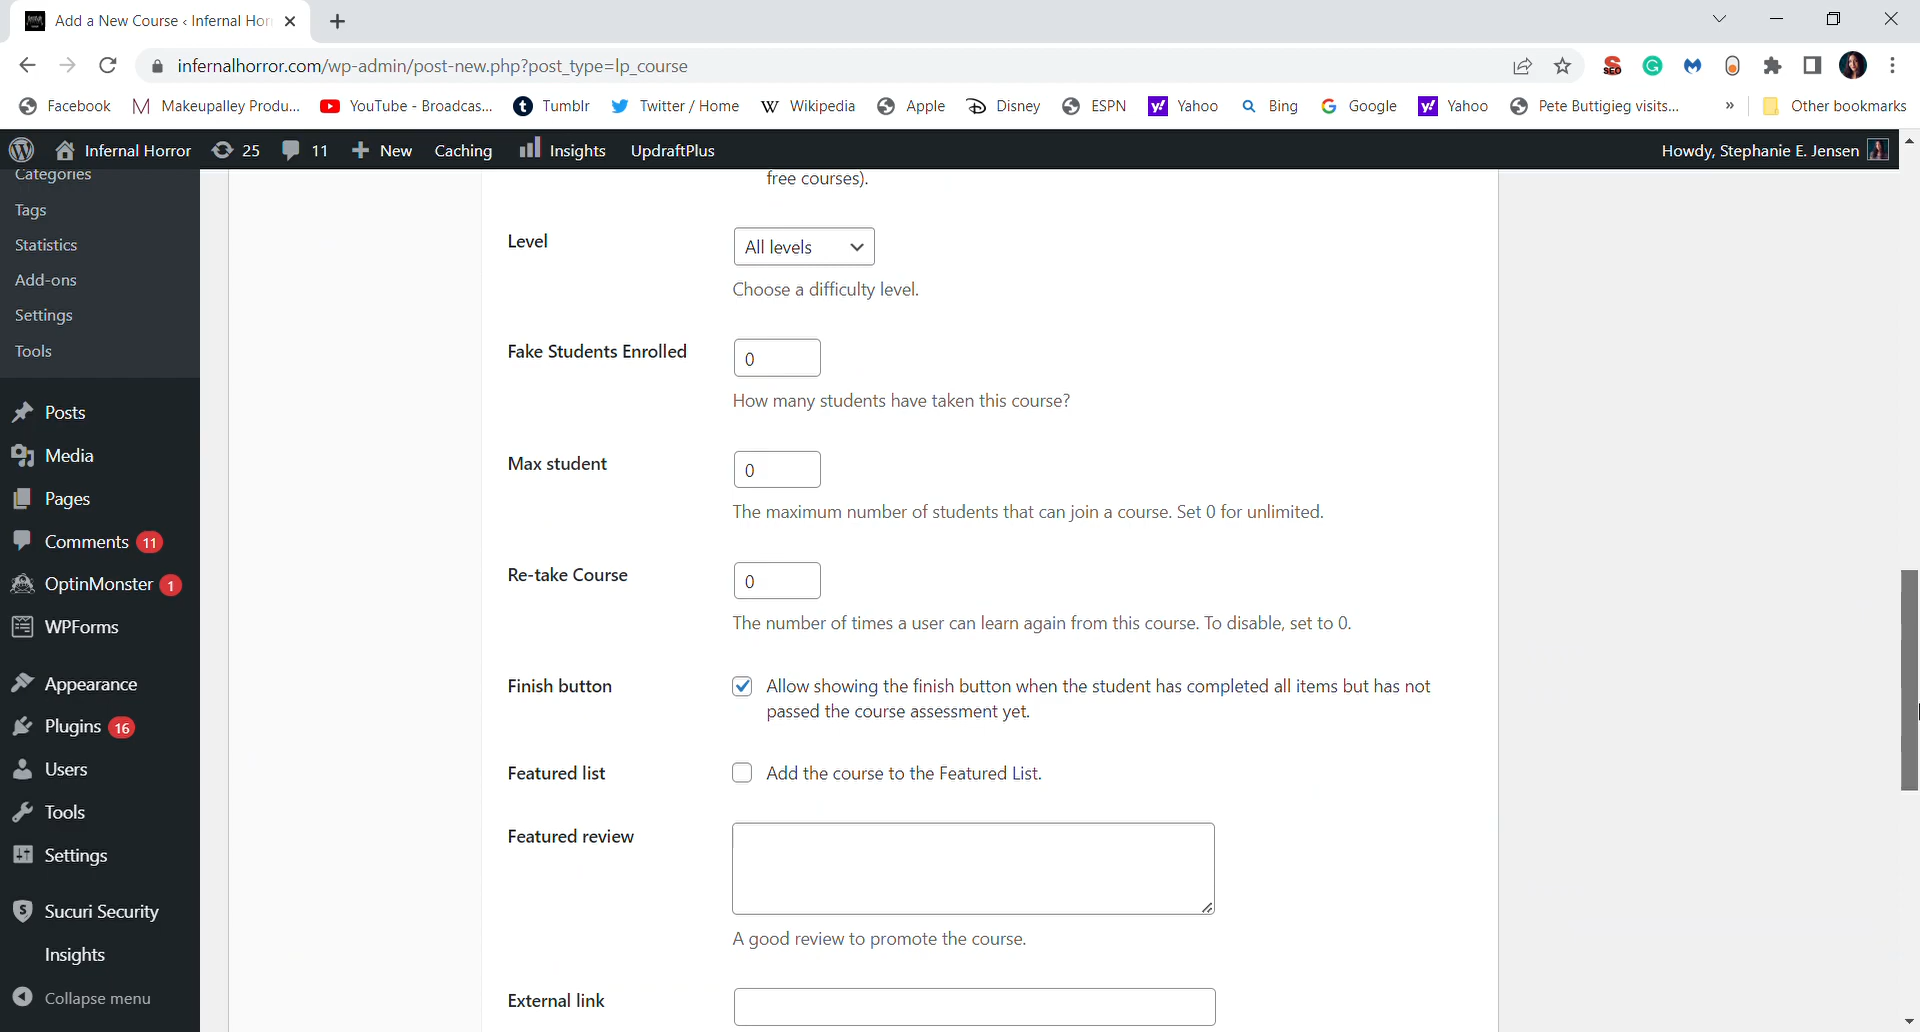 Add a New Course ‹ Infernal Hor
infernalhorror.com/wp-admin/post-new.php?post_type=lp_course
SEO
Facebook Makeupalley Produ... YouTube - Broadcas... Tumblr Twitter / Home Wikipedia Apple Disney ESPN Yahoo Bing Google Yahoo Pete Buttigieg visits... » Other bookmarks
Infernal Horror 25 11 New Caching Insights UpdraftPlus Howdy, Stephanie E. Jensen
Categories
Tags
Statistics
Add-ons
Settings
Tools
Posts
Media
Pages
Comments 11
OptinMonster 1
WPForms
Appearance
Plugins 16
Users
Tools
Settings
Sucuri Security
Insights
Collapse menu
free courses).
Level
All levels
Choose a difficulty level.
Fake Students Enrolled
0
How many students have taken this course?
Max student
0
The maximum number of students that can join a course. Set 0 for unlimited.
Re-take Course
0
The number of times a user can learn again from this course. To disable, set to 0.
Finish button
Allow showing the finish button when the student has completed all items but has not
passed the course assessment yet.
Featured list
Add the course to the Featured List.
Featured review
A good review to promote the course.
External link